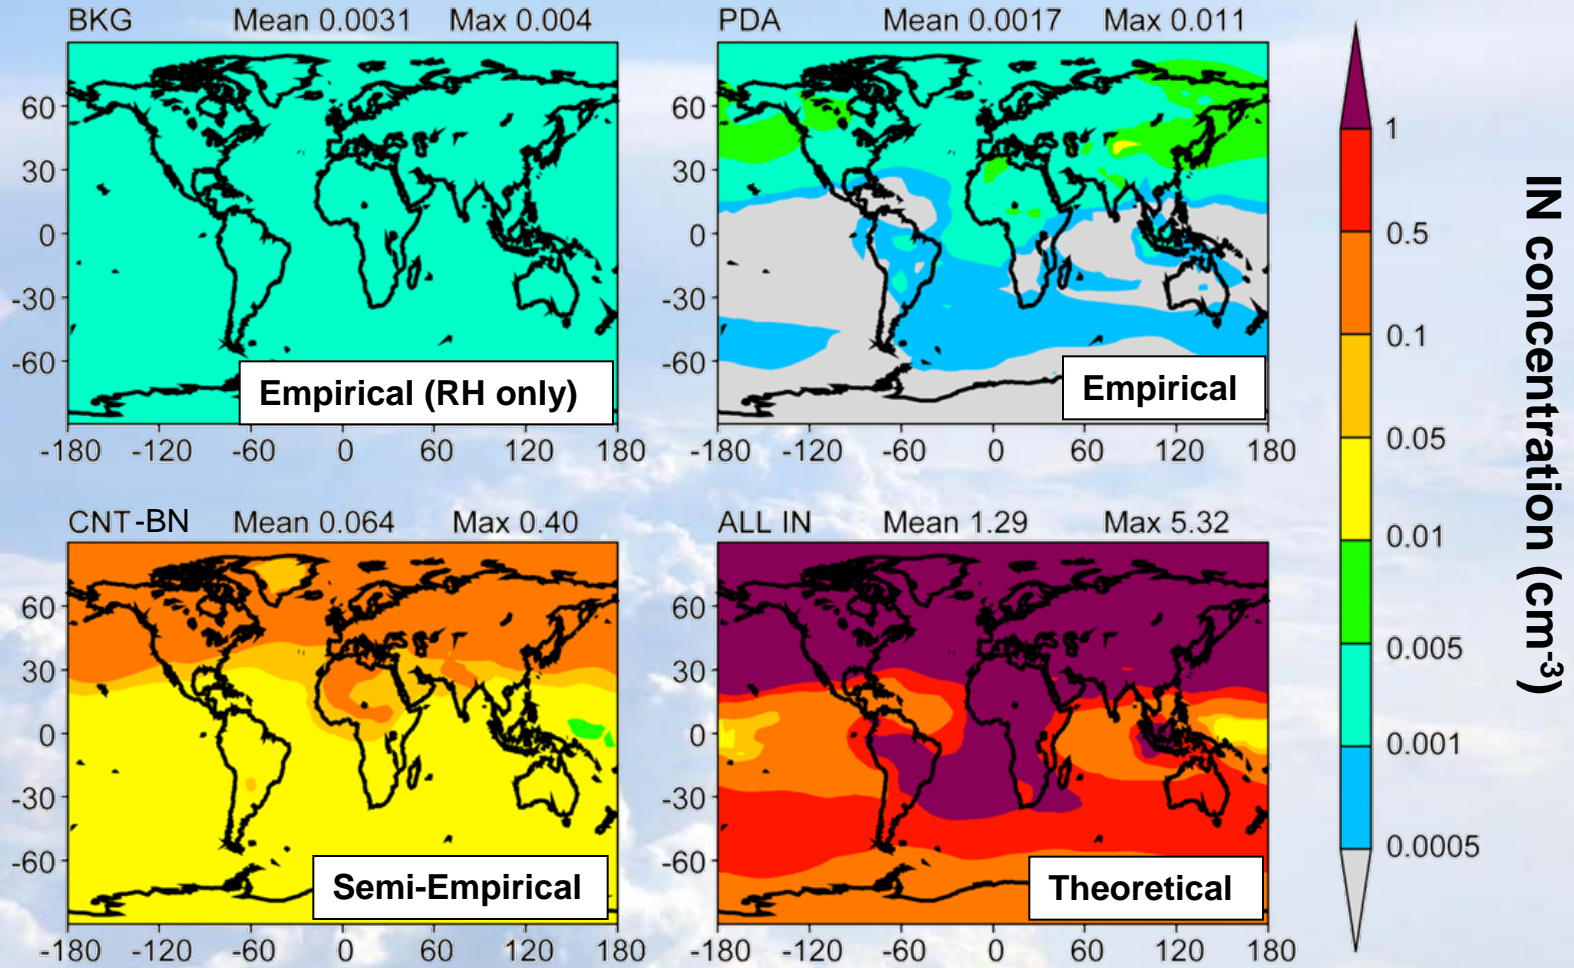 BKG Mean 0.0031 Max 0.004
60
30
0
-30
-60
Empirical (RH only)
-180 -120 -60 0 60 120 180
PDA Mean 0.0017 Max 0.011
60
30
0
-30
-60
Empirical
-180 -120 -60 0 60 120 180
CNT-BN Mean 0.064 Max 0.40
60
30
0
-30
-60
Semi-Empirical
-180 -120 -60 0 60 120 180
ALL IN Mean 1.29 Max 5.32
60
30
0
-30
-60
Theoretical
-180 -120 -60 0 60 120 180
1
0.5
0.1
0.05
0.01
0.005
0.001
0.0005
IN concentration (cm⁻³)